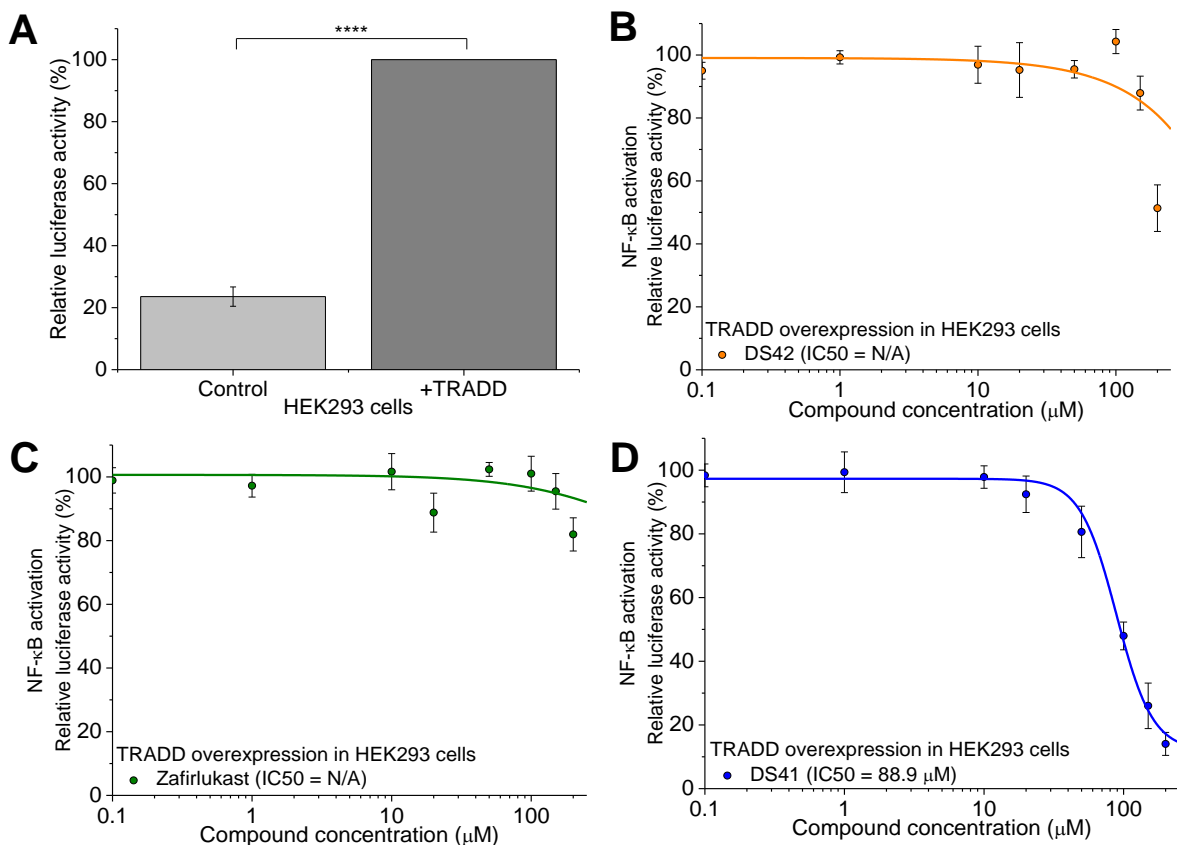 A
****
Relative luciferase activity (%)
100
80
60
40
20
0
Control
+TRADD
HEK293 cells
B
NF-κB activation
Relative luciferase activity (%)
100
80
60
40
20
0
TRADD overexpression in HEK293 cells
DS42 (IC50 = N/A)
0.1
1
10
100
Compound concentration (μM)
C
NF-κB activation
Relative luciferase activity (%)
100
80
60
40
20
0
TRADD overexpression in HEK293 cells
Zafirlukast (IC50 = N/A)
0.1
1
10
100
Compound concentration (μM)
D
NF-κB activation
Relative luciferase activity (%)
100
80
60
40
20
0
TRADD overexpression in HEK293 cells
DS41 (IC50 = 88.9 μM)
0.1
1
10
100
Compound concentration (μM)